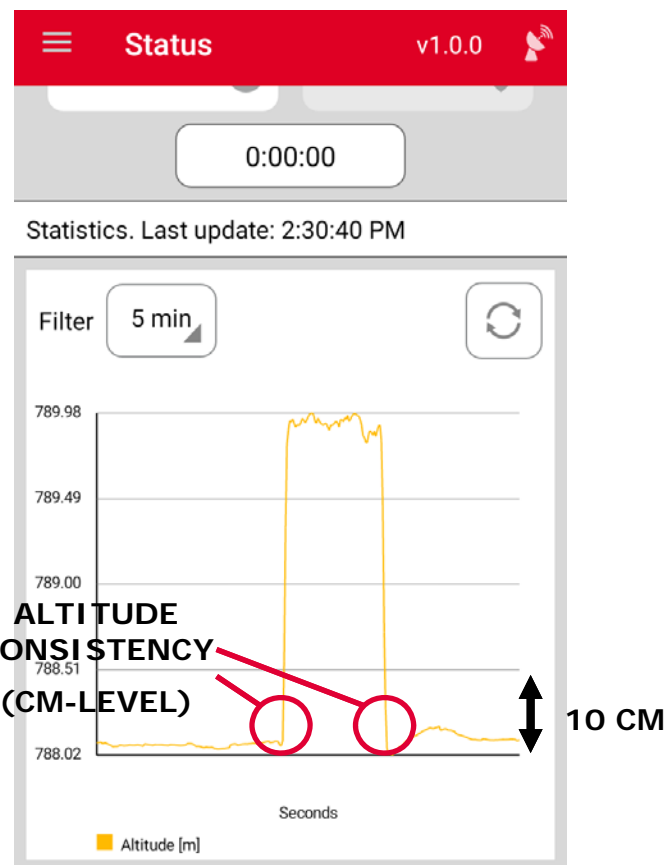 Status v1.0.0
0:00:00
Statistics. Last update: 2:30:40 PM
Filter 5 min
789.98
789.49
789.00
ALTITUDE
ONSISTENCY
788.51
(CM-LEVEL)
10 CM
788.02
Seconds
Altitude [m]